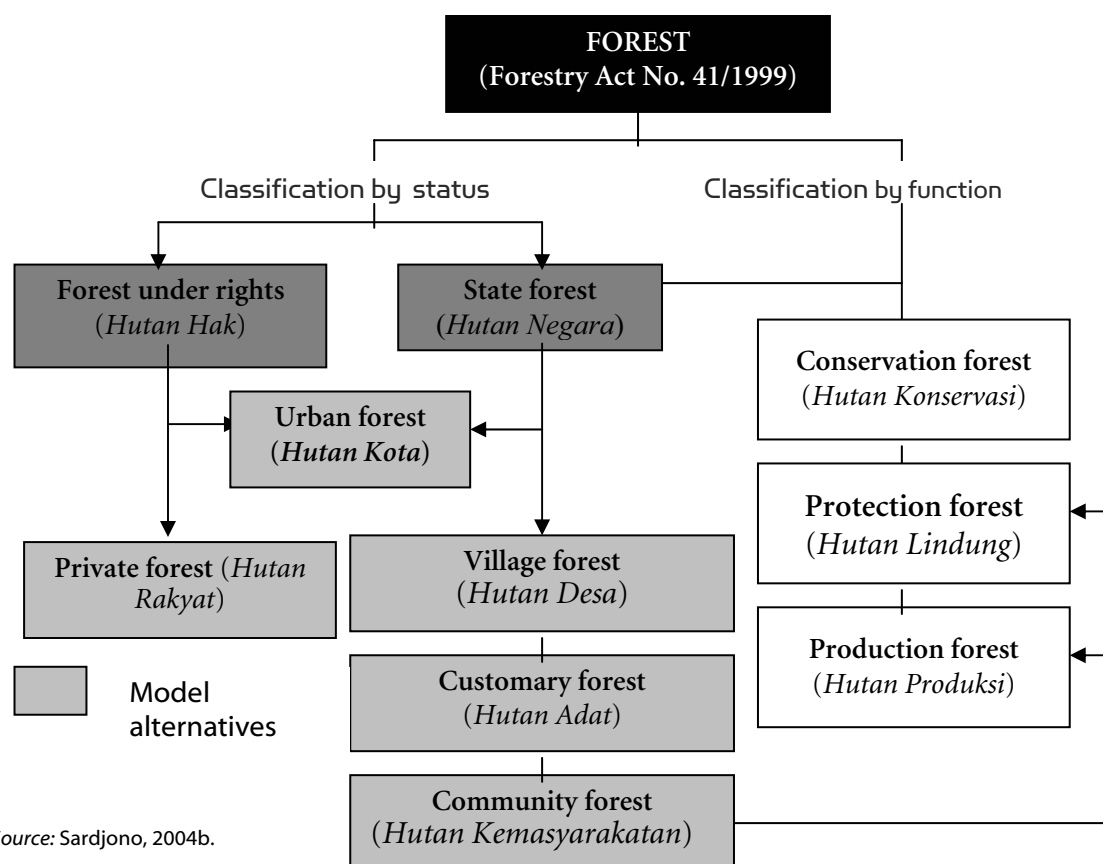 FOREST
(Forestry Act No. 41/1999)
Classification by status
Classification by function
Forest under rights
(Hutan Hak)
State forest
(Hutan Negara)
Conservation forest
(Hutan Konservasi)
Urban forest
(Hutan Kota)
Protection forest
(Hutan Lindung)
Private forest (Hutan
Rakyat)
Village forest
(Hutan Desa)
Production forest
(Hutan Produksi)
Model
alternatives
Customary forest
(Hutan Adat)
Community forest
(Hutan Kemasyarakatan)
ource: Sardjono, 2004b.